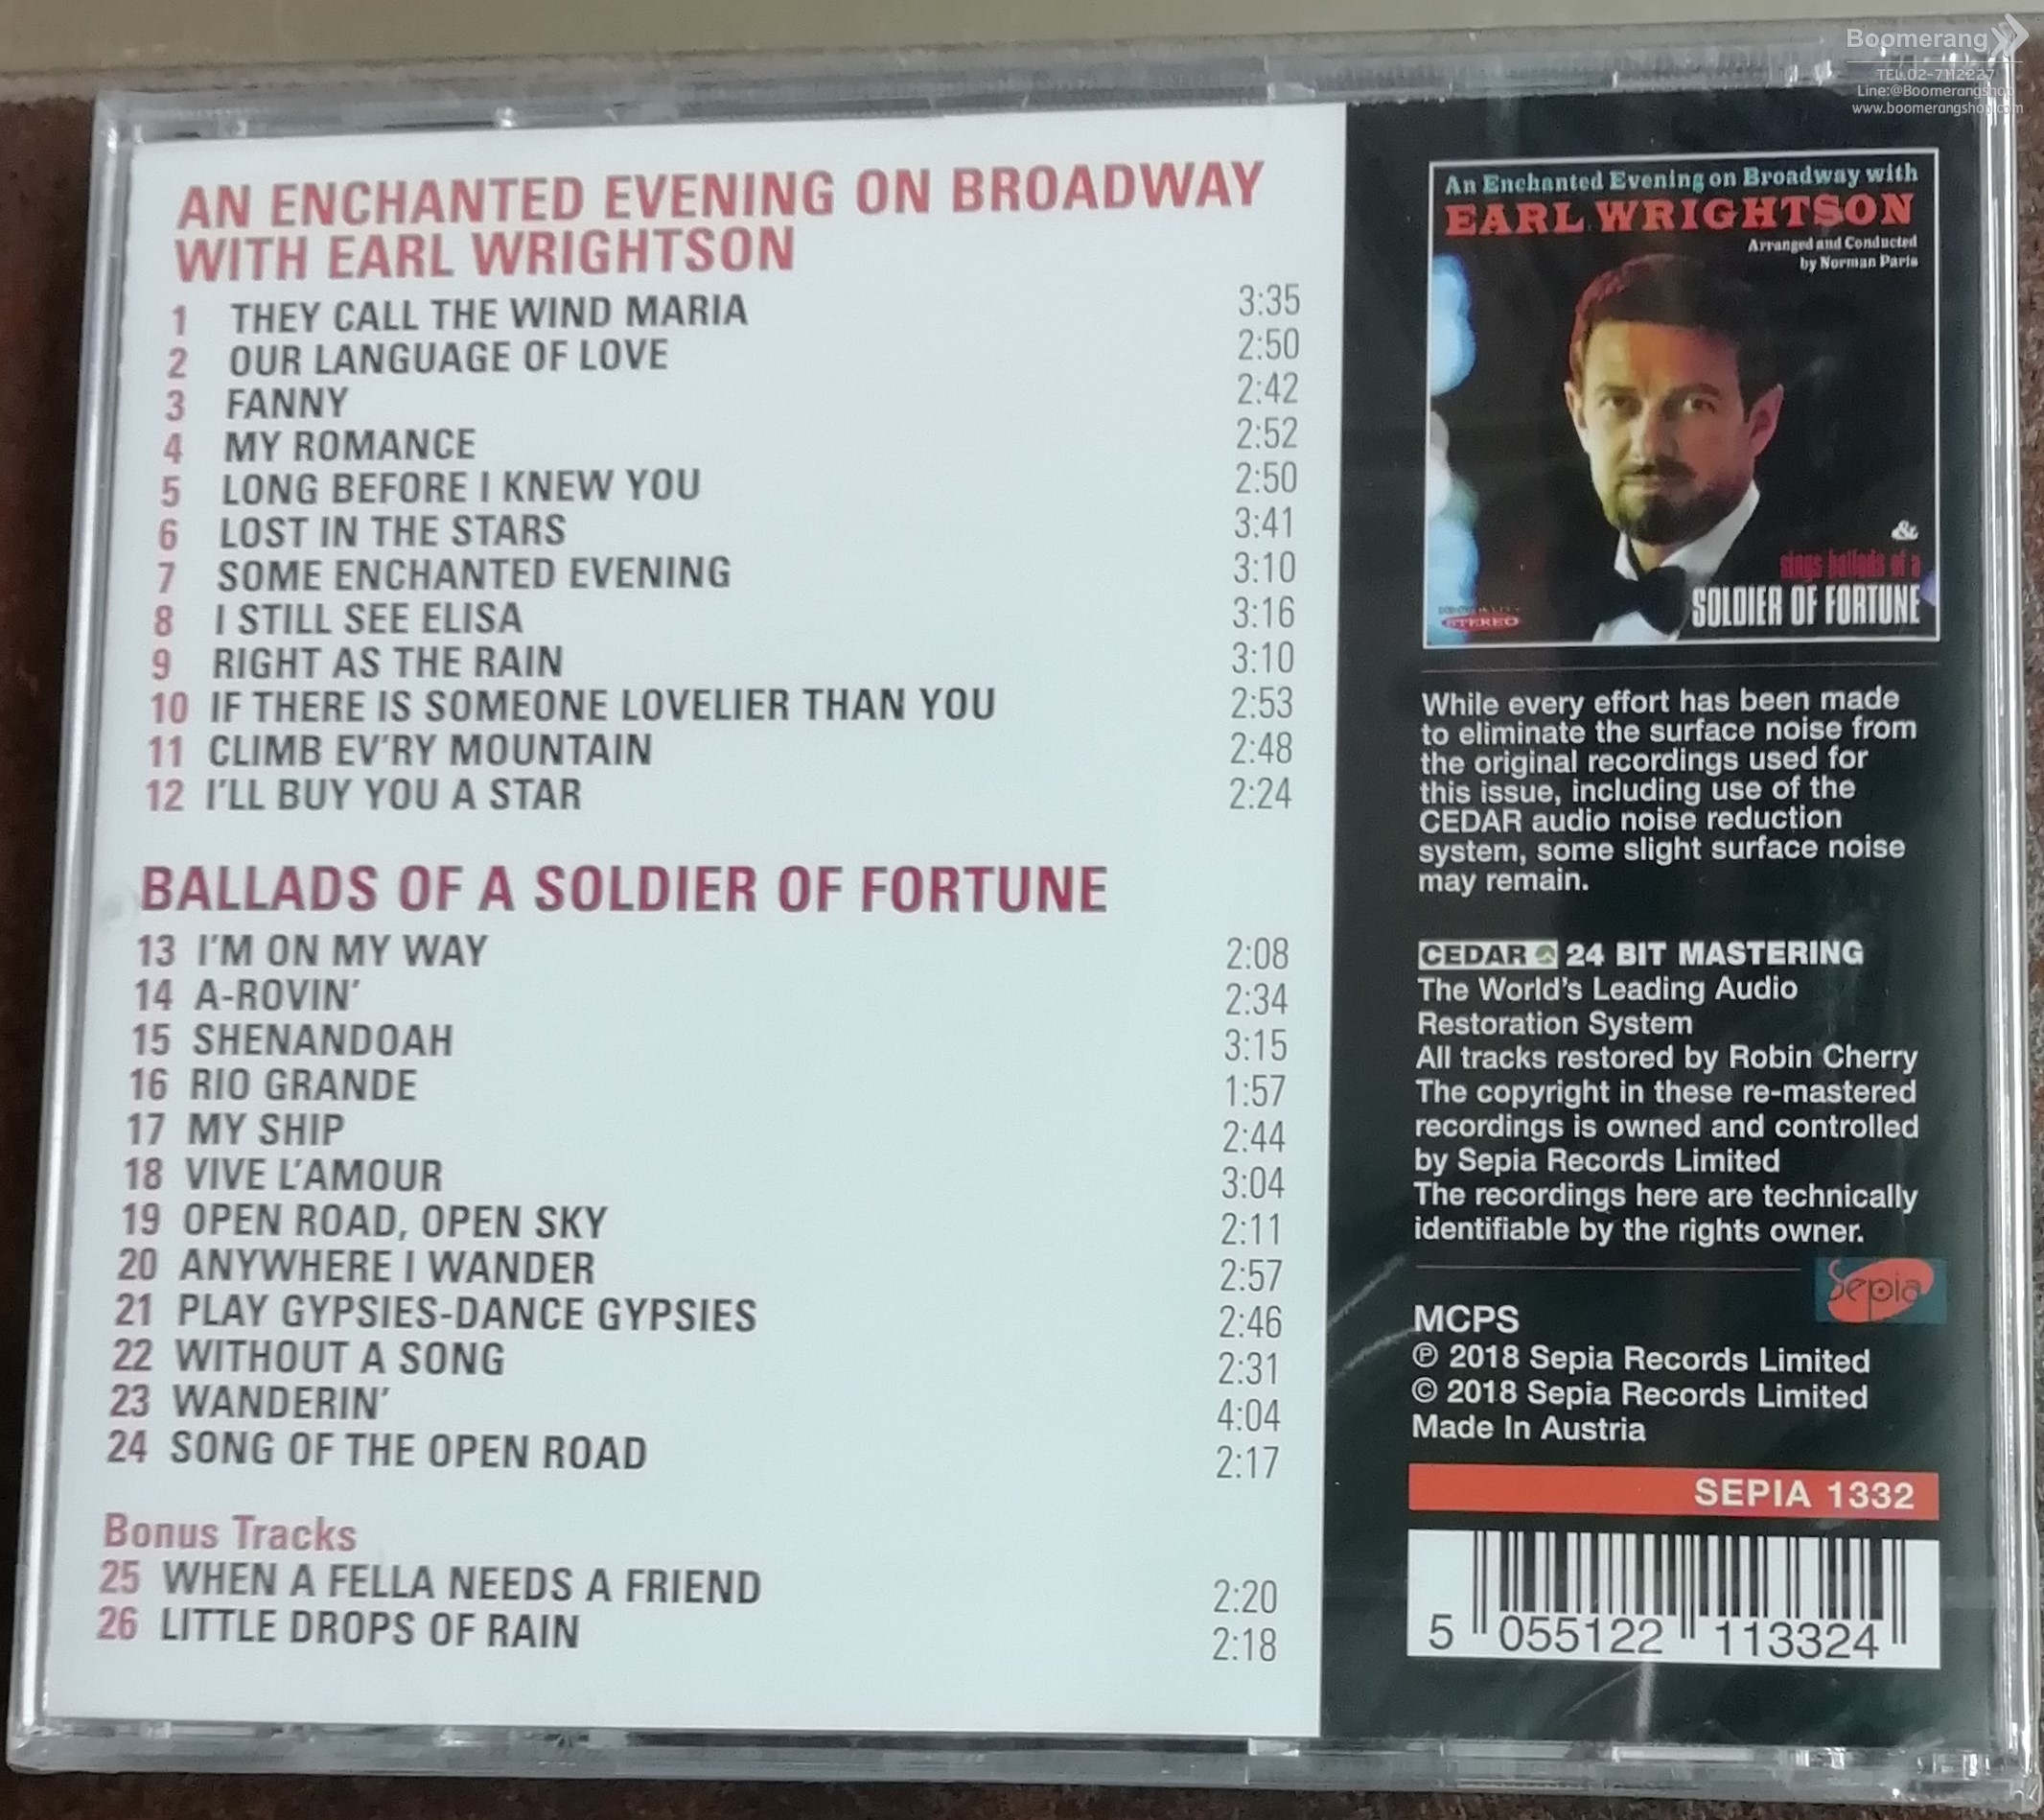 Boomerang
TEL.02-7112227
Line:@Boomerangshop
www.boomerangshop.com
AN ENCHANTED EVENING ON BROADWAY
WITH EARL WRIGHTSON
1 THEY CALL THE WIND MARIA 3:35
2 OUR LANGUAGE OF LOVE 2:50
3 FANNY 2:42
4 MY ROMANCE 2:52
5 LONG BEFORE I KNEW YOU 2:50
6 LOST IN THE STARS 3:41
7 SOME ENCHANTED EVENING 3:10
8 I STILL SEE ELISA 3:16
9 RIGHT AS THE RAIN 3:10
10 IF THERE IS SOMEONE LOVELIER THAN YOU 2:53
11 CLIMB EV'RY MOUNTAIN 2:48
12 I'LL BUY YOU A STAR 2:24
BALLADS OF A SOLDIER OF FORTUNE
13 I'M ON MY WAY 2:08
14 A-ROVIN' 2:34
15 SHENANDOAH 3:15
16 RIO GRANDE 1:57
17 MY SHIP 2:44
18 VIVE L'AMOUR 3:04
19 OPEN ROAD, OPEN SKY 2:11
20 ANYWHERE I WANDER 2:57
21 PLAY GYPSIES-DANCE GYPSIES 2:46
22 WITHOUT A SONG 2:31
23 WANDERIN' 4:04
24 SONG OF THE OPEN ROAD 2:17
Bonus Tracks
25 WHEN A FELLA NEEDS A FRIEND 2:20
26 LITTLE DROPS OF RAIN 2:18
An Enchanted Evening on Broadway with
EARL WRIGHTSON
Arranged and Conducted
by Norman Paris
&
sings ballads of a
SOLDIER OF FORTUNE
STEREO
While every effort has been made
to eliminate the surface noise from
the original recordings used for
this issue, including use of the
CEDAR audio noise reduction
system, some slight surface noise
may remain.
CEDAR 24 BIT MASTERING
The World's Leading Audio
Restoration System
All tracks restored by Robin Cherry
The copyright in these re-mastered
recordings is owned and controlled
by Sepia Records Limited
The recordings here are technically
identifiable by the rights owner.
Sepia
MCPS
℗ 2018 Sepia Records Limited
© 2018 Sepia Records Limited
Made In Austria
SEPIA 1332
5 055122 113324